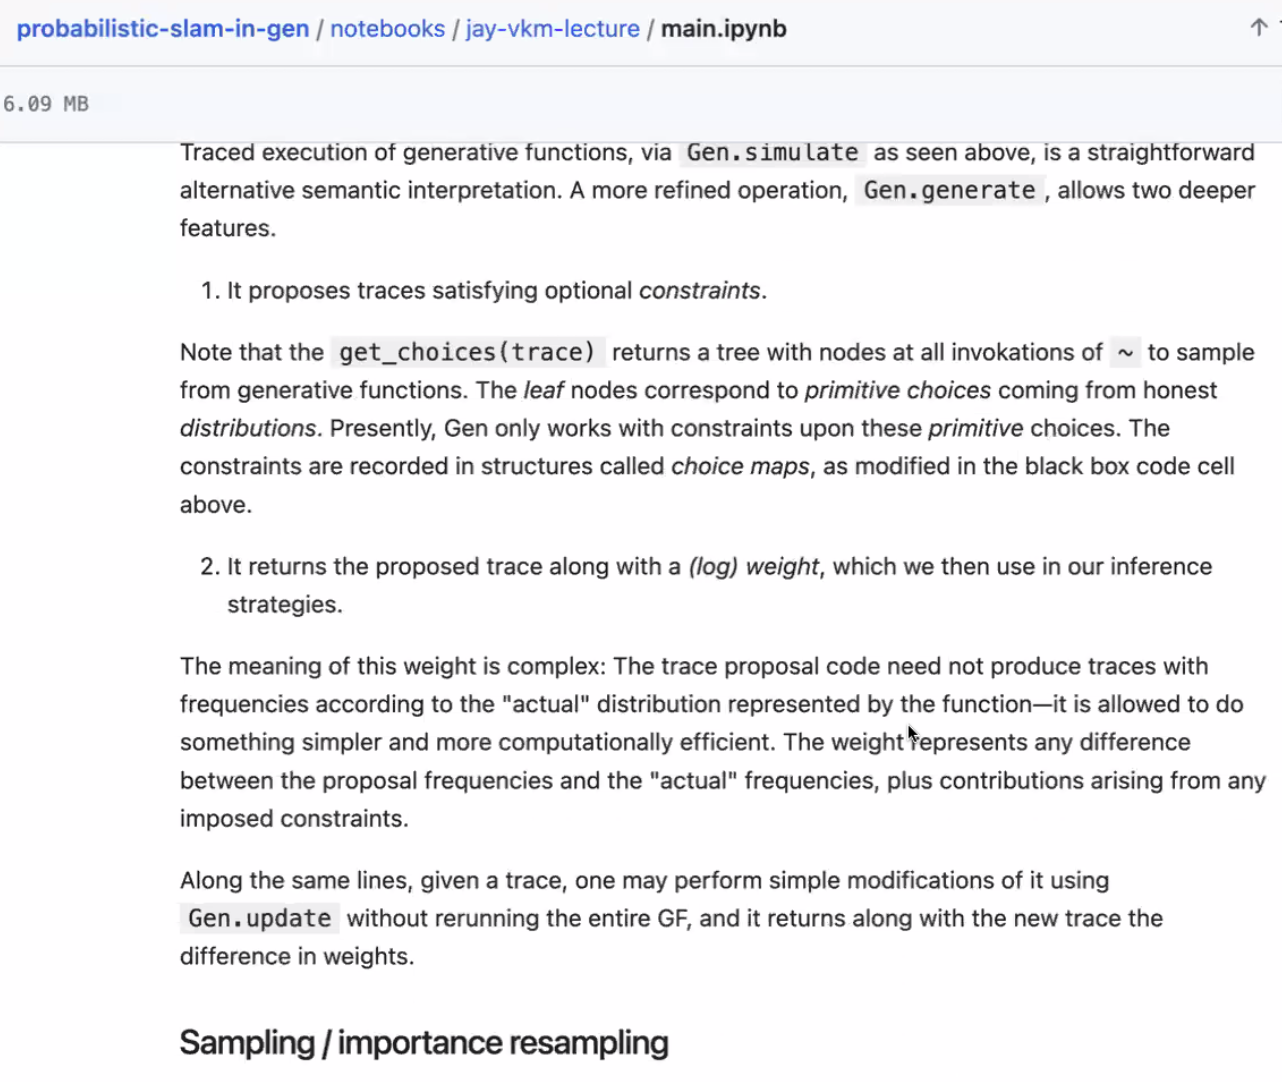 probabilistic-slam-in-gen / notebooks / jay-vkm-lecture / main.ipynb
6.09 MB
Traced execution of generative functions, via Gen.simulate as seen above, is a straightforward
alternative semantic interpretation. A more refined operation, Gen.generate , allows two deeper
features.
1. It proposes traces satisfying optional constraints.
Note that the get_choices(trace) returns a tree with nodes at all invokations of ~ to sample
from generative functions. The leaf nodes correspond to primitive choices coming from honest
distributions. Presently, Gen only works with constraints upon these primitive choices. The
constraints are recorded in structures called choice maps, as modified in the black box code cell
above.
2. It returns the proposed trace along with a (log) weight, which we then use in our inference
strategies.
The meaning of this weight is complex: The trace proposal code need not produce traces with
frequencies according to the "actual" distribution represented by the function—it is allowed to do
something simpler and more computationally efficient. The weight represents any difference
between the proposal frequencies and the "actual" frequencies, plus contributions arising from any
imposed constraints.
Along the same lines, given a trace, one may perform simple modifications of it using
Gen.update without rerunning the entire GF, and it returns along with the new trace the
difference in weights.
Sampling / importance resampling